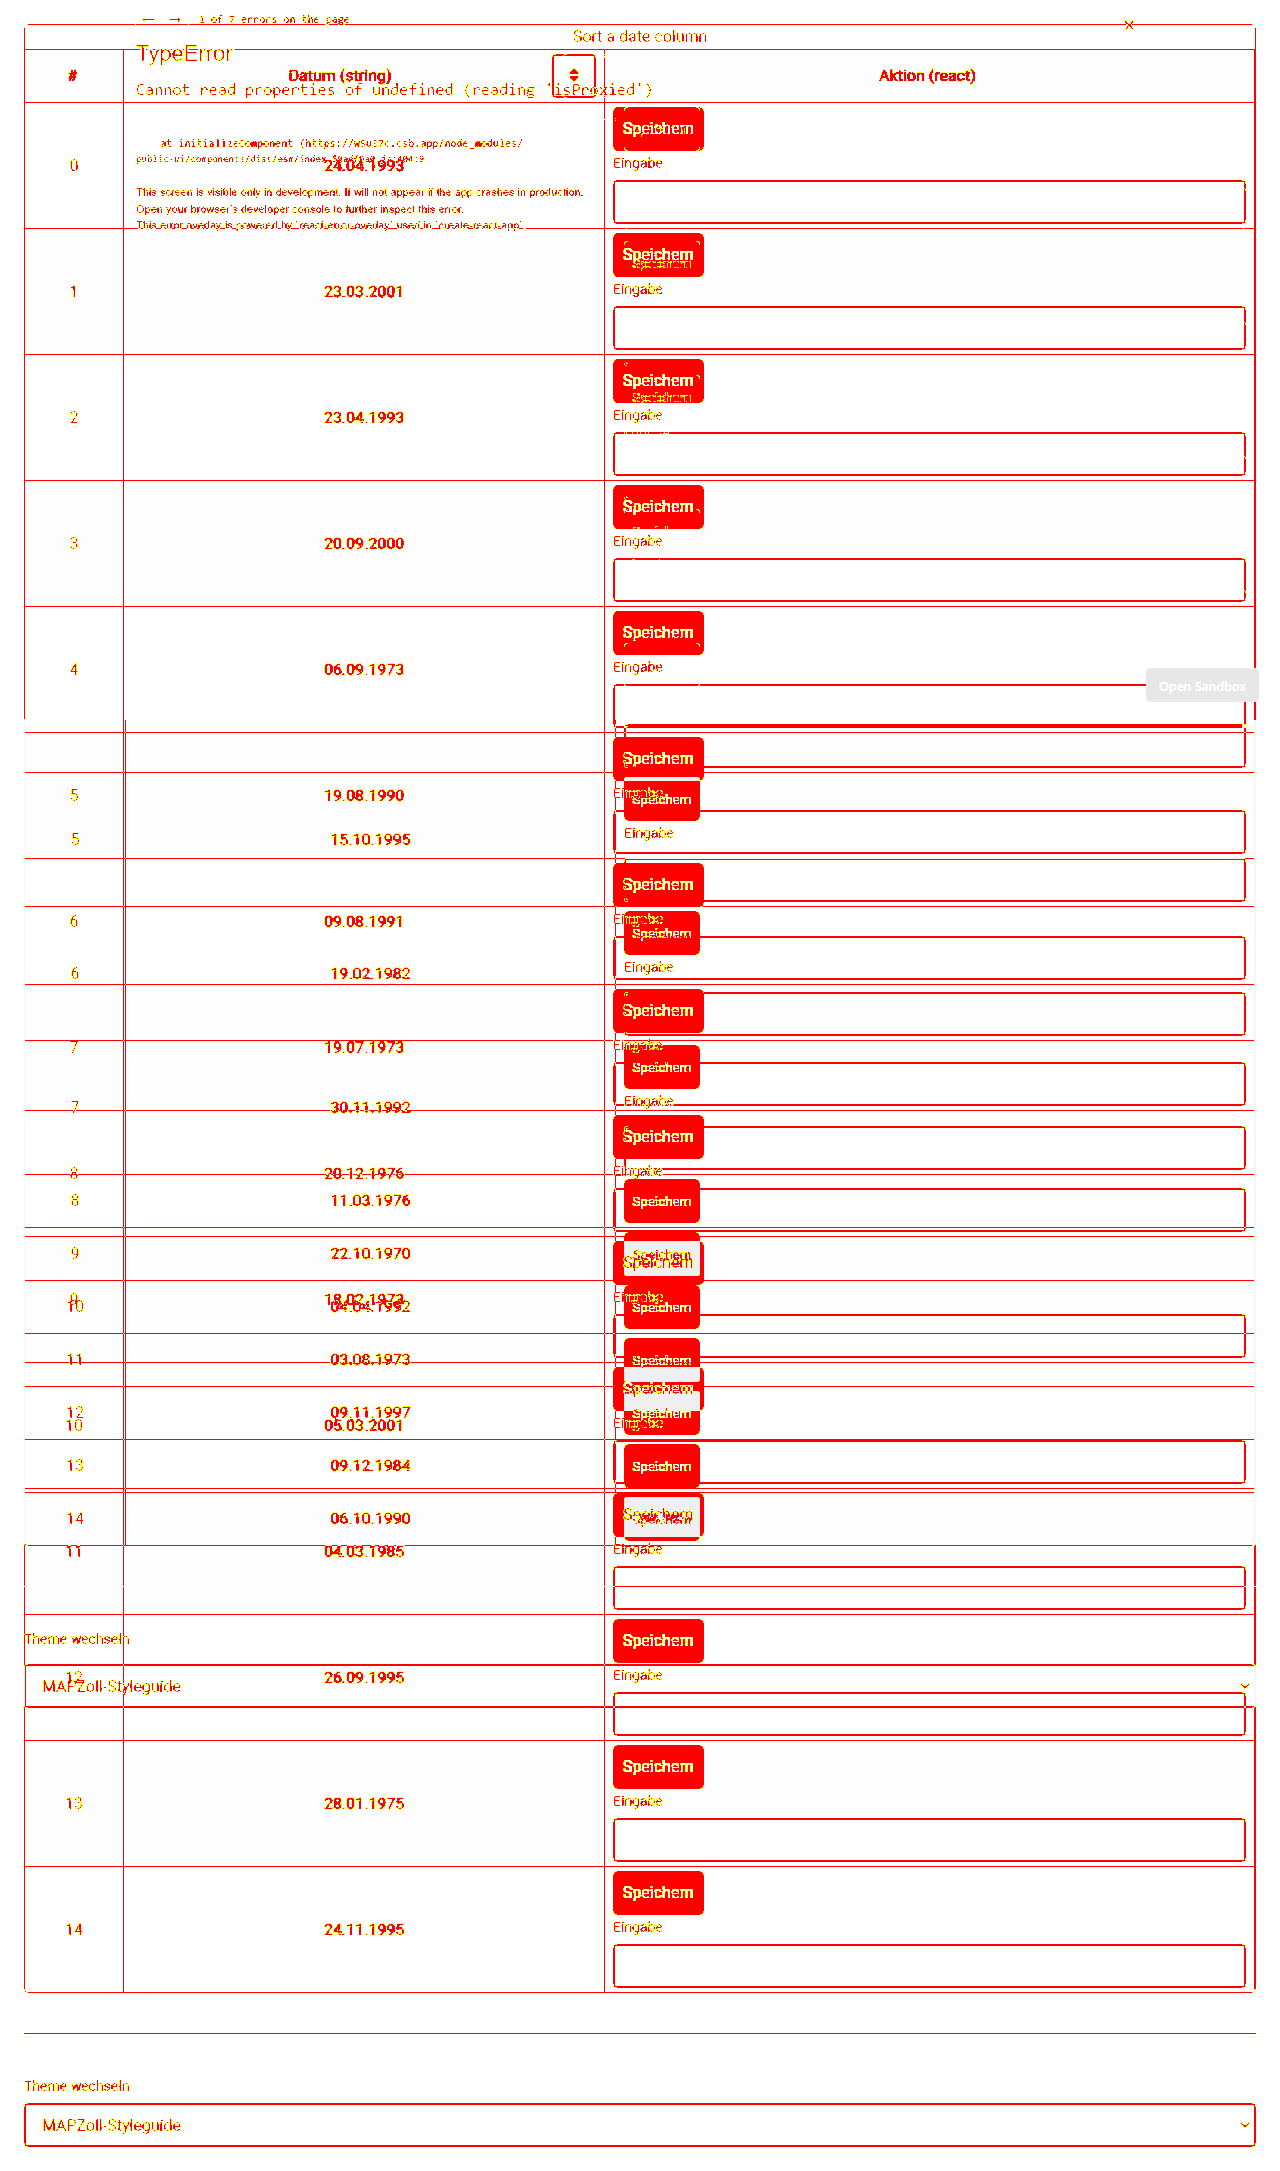 ← → 1 of 7 errors on the page ×
Sort a date column
TypeError
# Datum (string) Aktion (react)
Cannot read properties of undefined (reading 'isProxied')
Speichern
at initializeComponent (https://w5u87c.csb.app/node_modules/
public-ui/components/dist/esm/index
Eingabe
0 24.04.1993
This screen is visible only in development. It will not appear if the app crashes in production.
Open your browser's developer console to further inspect this error.
This error overlay is powered by `react-error-overlay` used in `create-react-app`.
Speichern
Eingabe
1 23.03.2001
Speichern
Eingabe
2 23.04.1993
Speichern
Eingabe
3 20.09.2000
Speichern
Eingabe
4 06.09.1973
Open Sandbox
Speichern
Eingabe
5 19.08.1990
Speichern
Eingabe
5 15.10.1995
Speichern
Eingabe
6 09.08.1991
Speichern
Eingabe
6 19.02.1982
Speichern
Eingabe
7 19.07.1973
Speichern
Eingabe
7 30.11.1992
Speichern
Eingabe
8 20.12.1976
8 11.03.1976 Speichern
9 22.10.1970 Speichern
Speichern
Eingabe
9 18.02.1973
10 04.04.1992 Speichern
11 03.08.1973 Speichern
Speichern
12 09.11.1997 Speichern
Eingabe
10 05.03.2001
13 09.12.1984 Speichern
Speichern
14 06.10.1990 Speichern
Eingabe
11 04.03.1985
Theme wechseln
Speichern
Eingabe
12 26.09.1995
MAPZoll-Styleguide
Speichern
Eingabe
13 28.01.1975
Speichern
Eingabe
14 24.11.1995
Theme wechseln
MAPZoll-Styleguide